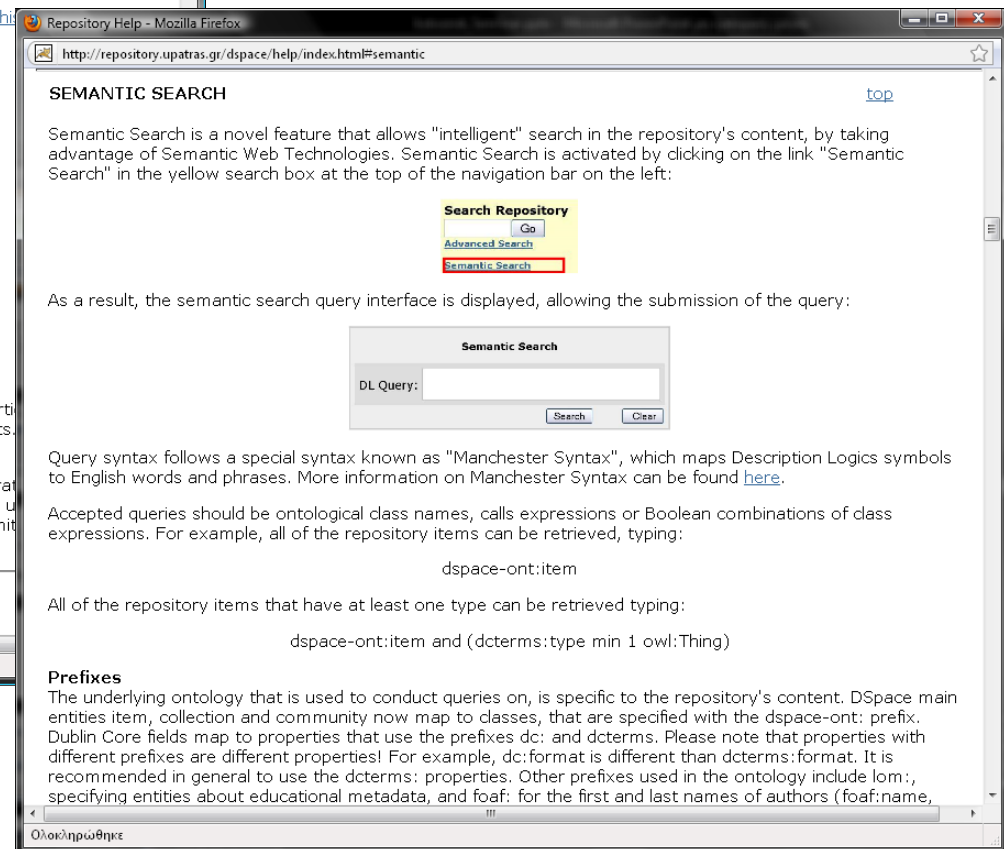 his
Repository Help - Mozilla Firefox
http://repository.upatras.gr/dspace/help/index.html#semantic
SEMANTIC SEARCH
top
Semantic Search is a novel feature that allows "intelligent" search in the repository's content, by taking
advantage of Semantic Web Technologies. Semantic Search is activated by clicking on the link "Semantic
Search" in the yellow search box at the top of the navigation bar on the left:
Search Repository
Go
Advanced Search
Semantic Search
As a result, the semantic search query interface is displayed, allowing the submission of the query:
Semantic Search
DL Query:
Search Clear
Query syntax follows a special syntax known as "Manchester Syntax", which maps Description Logics symbols
to English words and phrases. More information on Manchester Syntax can be found here.
Accepted queries should be ontological class names, calls expressions or Boolean combinations of class
expressions. For example, all of the repository items can be retrieved, typing:
dspace-ont:item
All of the repository items that have at least one type can be retrieved typing:
dspace-ont:item and (dcterms:type min 1 owl:Thing)
Prefixes
The underlying ontology that is used to conduct queries on, is specific to the repository's content. DSpace main
entities item, collection and community now map to classes, that are specified with the dspace-ont: prefix.
Dublin Core fields map to properties that use the prefixes dc: and dcterms. Please note that properties with
different prefixes are different properties! For example, dc:format is different than dcterms:format. It is
recommended in general to use the dcterms: properties. Other prefixes used in the ontology include lom:,
specifying entities about educational metadata, and foaf: for the first and last names of authors (foaf:name,
Ολοκληρώθηκε